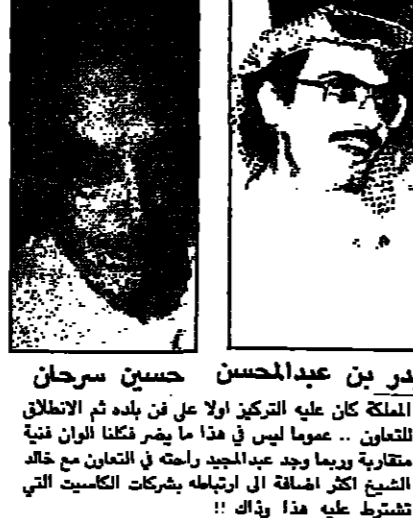 در بن عبدالمحسن
حسين سرحان
المملكة كان عليه التركيز اولا على فن بلده ثم الانطلاق
للتعاون .. عموما ليس في هذا ما يضر فكلنا الوان فنية
متقاربة وربما وجد عبدالمجيد راحته في التعاون مع خالد
الشيخ اكثر اضافة الى ارتباطه بشركات الكاسيت التي
تشترط عليه هذا وذاك !!